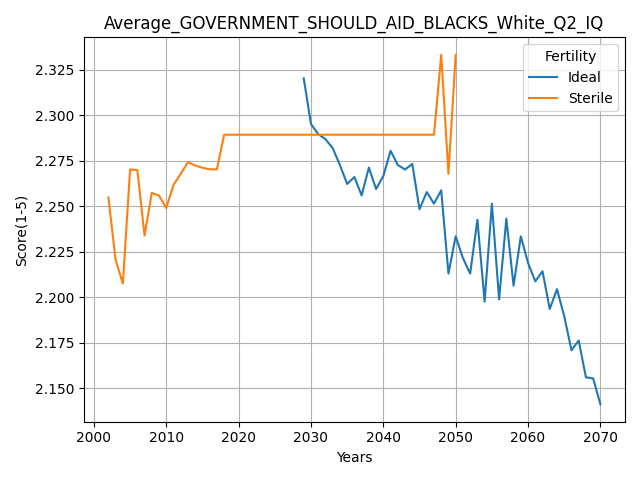 Average_GOVERNMENT_SHOULD_AID_BLACKS_White_Q2_IQ
Fertility
Ideal
Sterile
Score(1-5)
2.325
2.300
2.275
2.250
2.225
2.200
2.175
2.150
2000 2010 2020 2030 2040 2050 2060 2070
Years